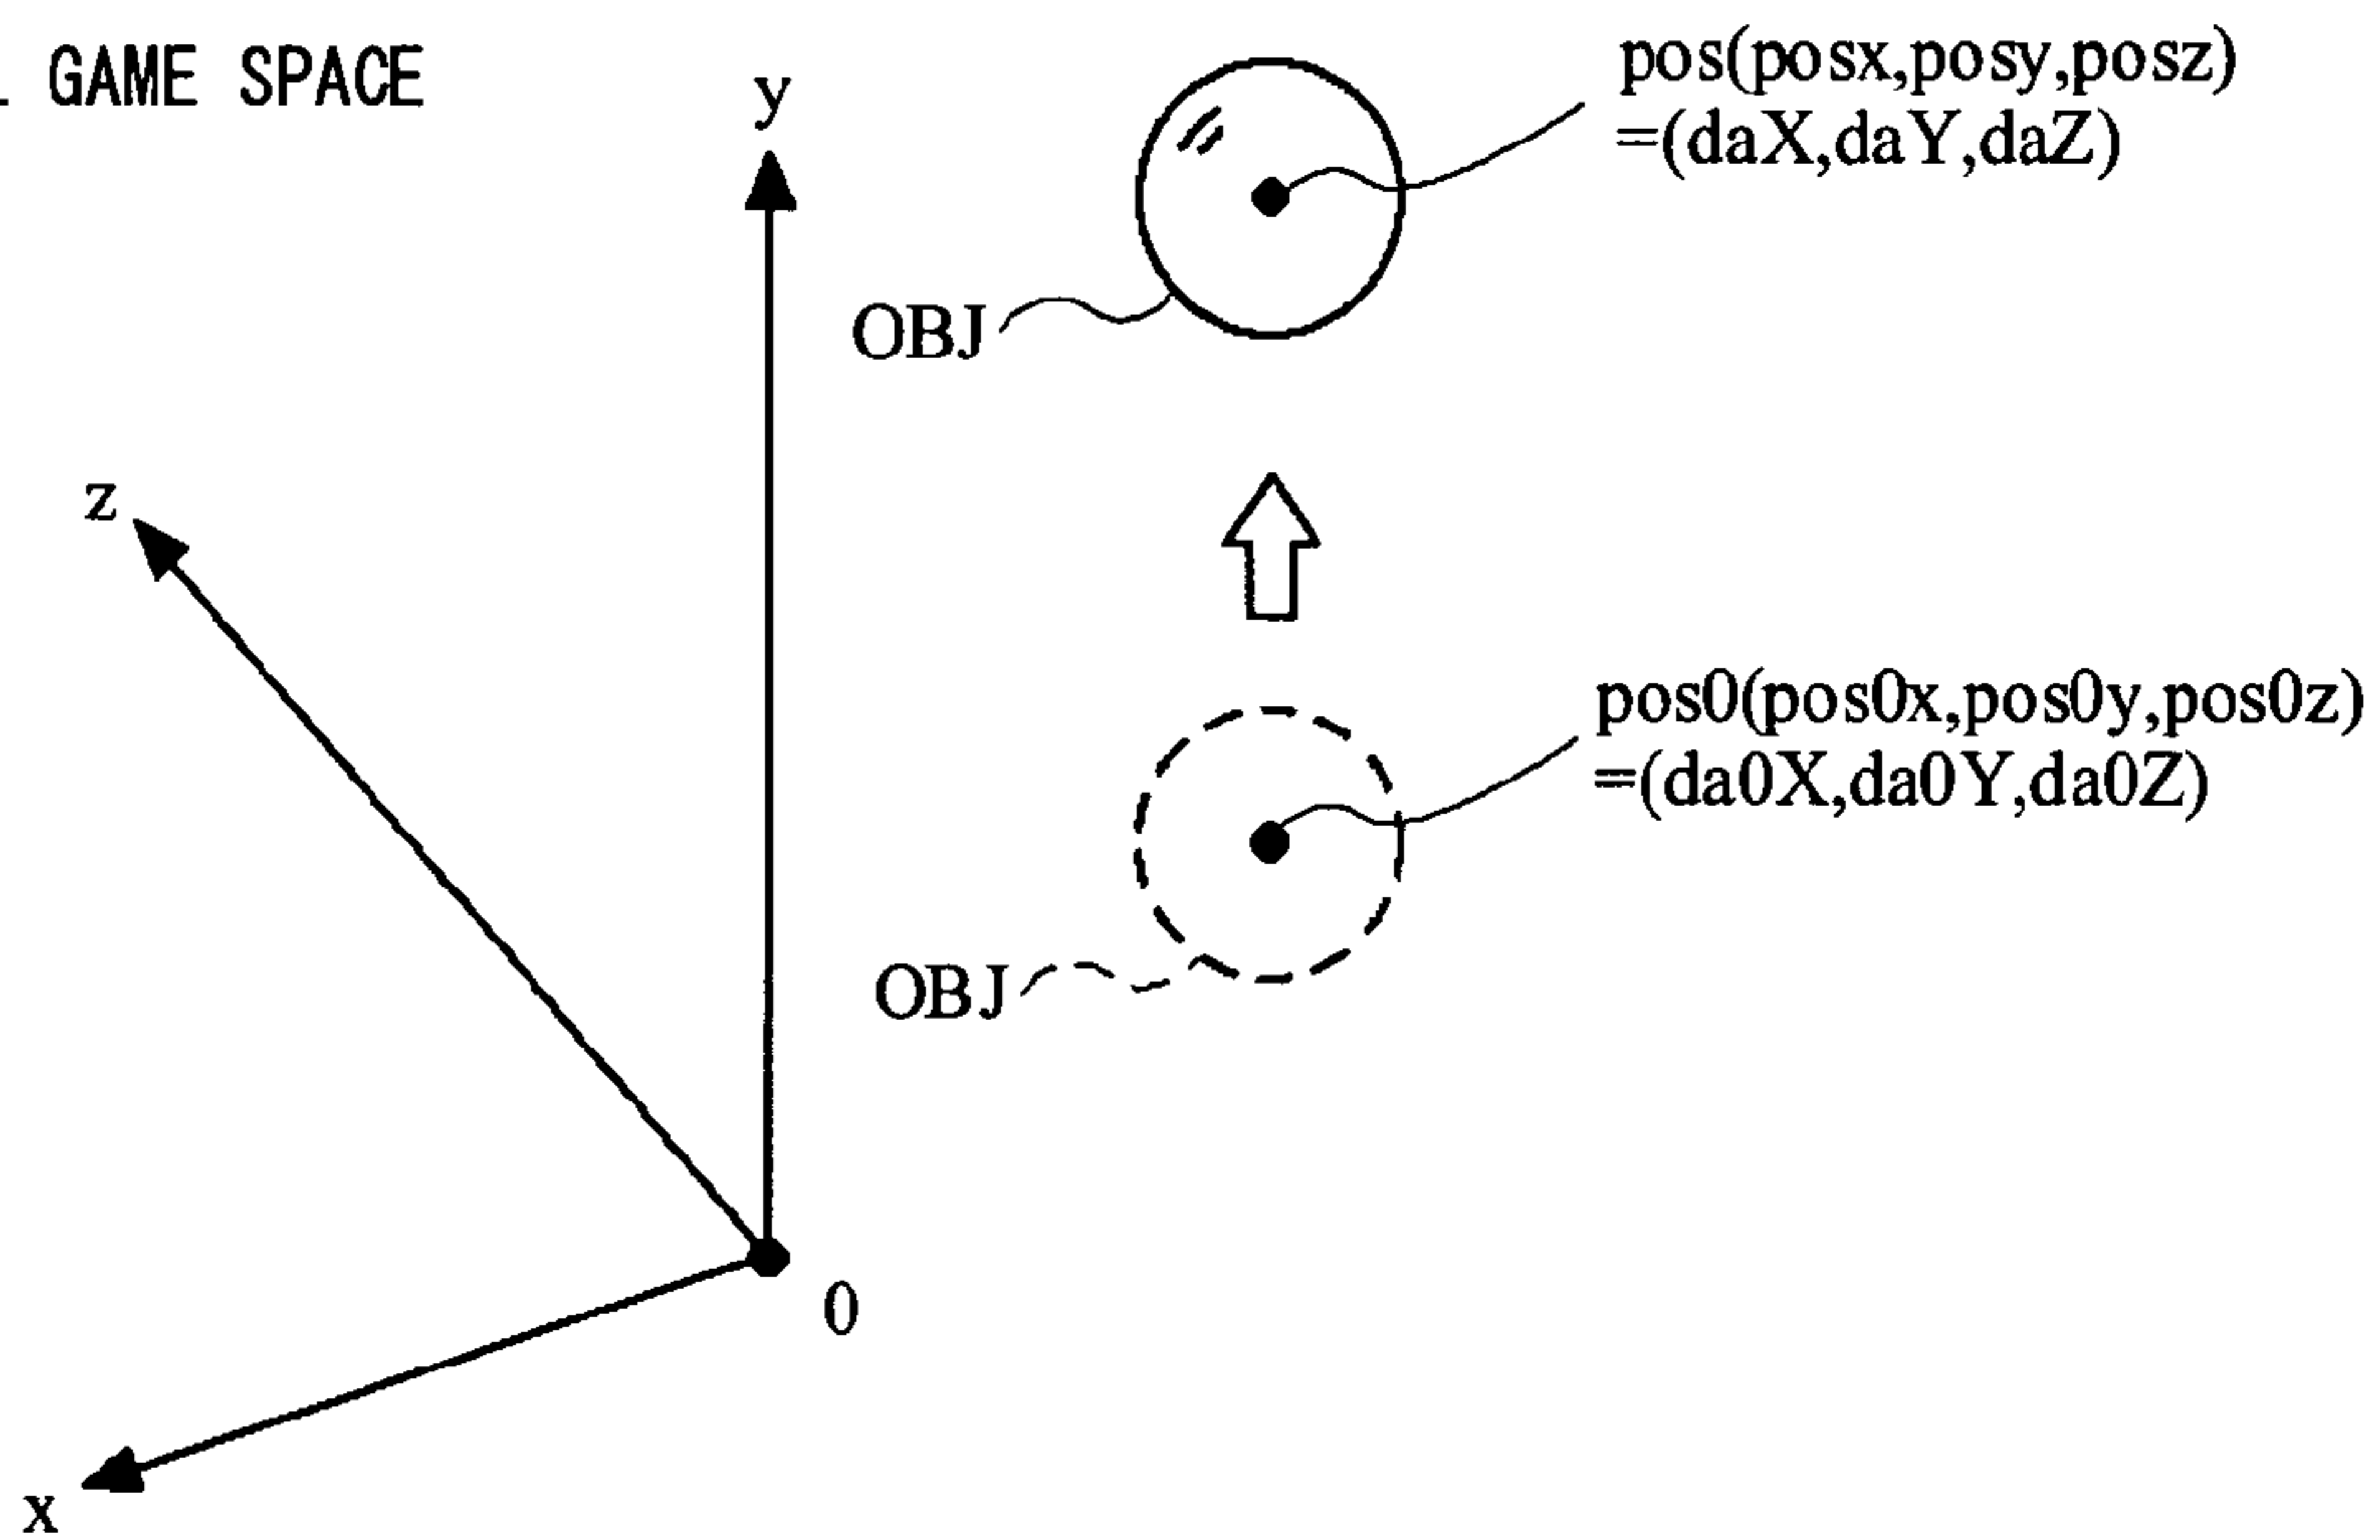 GAME SPACE
y
pos(posx,posy,posz)
=(daX,daY,daZ)
OBJ
z
pos0(pos0x,pos0y,pos0z)
=(da0X,da0Y,da0Z)
OBJ
0
x